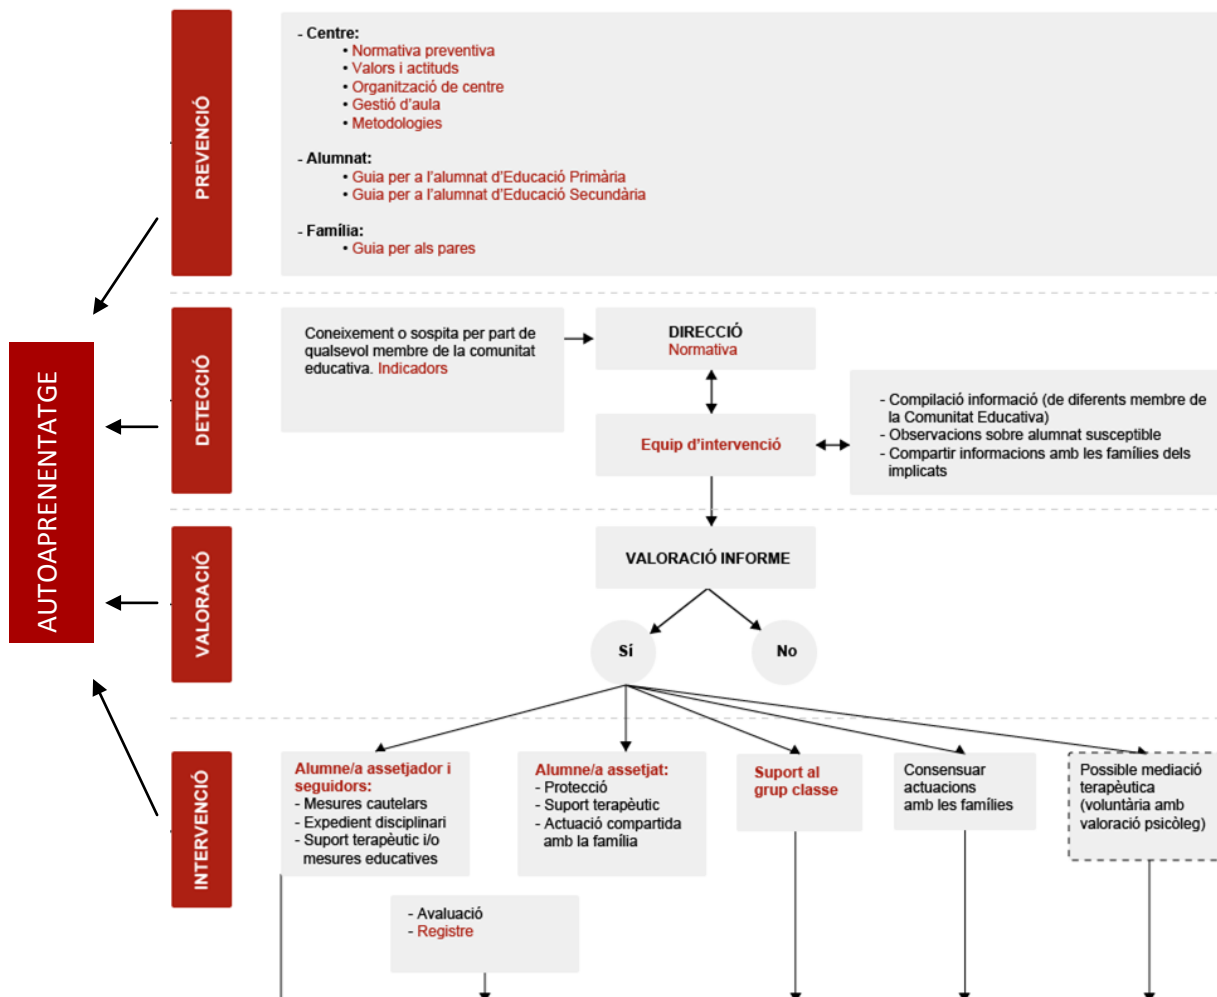 AUTOAPRENENTATGE
PREVENCIÓ
- Centre:
• Normativa preventiva
• Valors i actituds
• Organització de centre
• Gestió d'aula
• Metodologies
- Alumnat:
• Guia per a l'alumnat d'Educació Primària
• Guia per a l'alumnat d'Educació Secundària
- Família:
• Guia per als pares
DETECCIÓ
Coneixement o sospita per part de
qualsevol membre de la comunitat
educativa. Indicadors
DIRECCIÓ
Normativa
Equip d'intervenció
- Compilació informació (de diferents membre de
la Comunitat Educativa)
- Observacions sobre alumnat susceptible
- Compartir informacions amb les famílies dels
implicats
VALORACIÓ
VALORACIÓ INFORME
Sí
No
INTERVENCIÓ
Alumne/a assetjador i
seguidors:
- Mesures cautelars
- Expedient disciplinari
- Suport terapèutic i/o
mesures educatives
Alumne/a assetjat:
- Protecció
- Suport terapèutic
- Actuació compartida
amb la família
Suport al
grup classe
Consensuar
actuacions
amb les famílies
Possible mediació
terapèutica
(voluntària amb
valoració psicòleg)
- Avaluació
- Registre